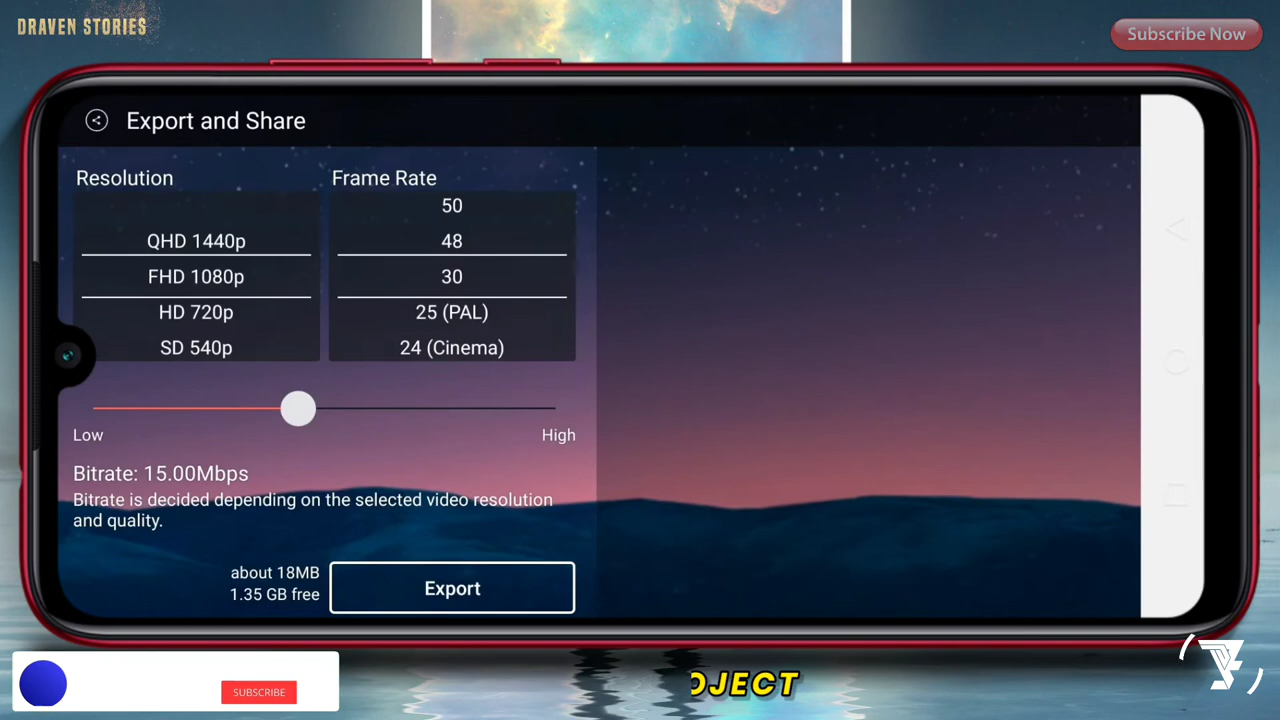 DRAVEN STORIES
Subscribe Now
Export and Share
Resolution
Frame Rate
50
QHD 1440p
48
FHD 1080p
30
HD 720p
25 (PAL)
SD 540p
24 (Cinema)
Low
High
Bitrate: 15.00Mbps
Bitrate is decided depending on the selected video resolution
and quality.
about 18MB
1.35 GB free
Export
SUBSCRIBE
OJECT